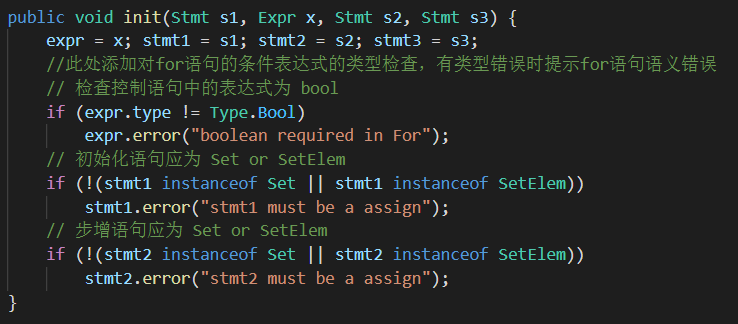 public void init(Stmt s1, Expr x, Stmt s2, Stmt s3) {
    expr = x; stmt1 = s1; stmt2 = s2; stmt3 = s3;
    //此处添加对for语句的条件表达式的类型检查，有类型错误时提示for语句语义错误
    // 检查控制语句中的表达式为 bool
    if (expr.type != Type.Bool)
        expr.error("boolean required in For");
    // 初始化语句应为 Set or SetElem
    if (!(stmt1 instanceof Set || stmt1 instanceof SetElem))
        stmt1.error("stmt1 must be a assign");
    // 步增语句应为 Set or SetElem
    if (!(stmt2 instanceof Set || stmt2 instanceof SetElem))
        stmt2.error("stmt2 must be a assign");
}